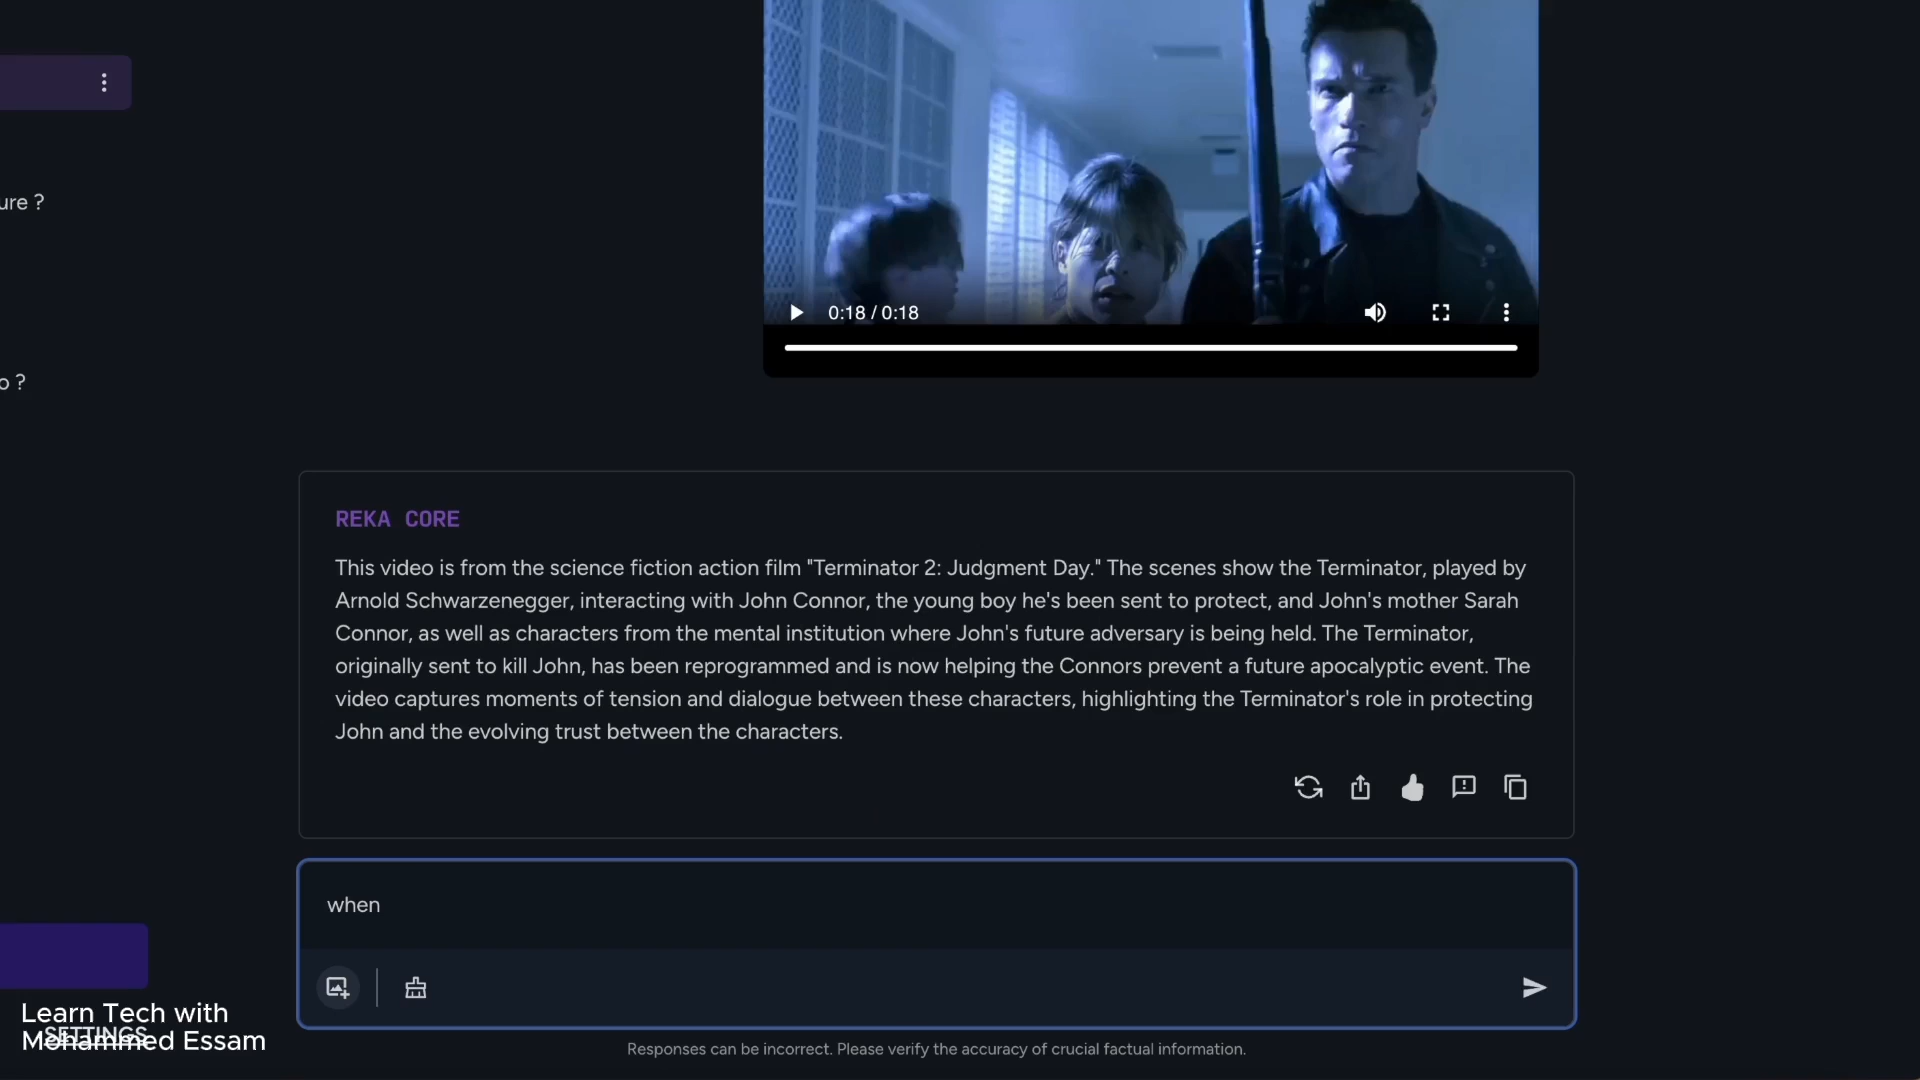 ure ?
o ?
0:18 / 0:18
REKA CORE
This video is from the science fiction action film "Terminator 2: Judgment Day." The scenes show the Terminator, played by
Arnold Schwarzenegger, interacting with John Connor, the young boy he's been sent to protect, and John's mother Sarah
Connor, as well as characters from the mental institution where John's future adversary is being held. The Terminator,
originally sent to kill John, has been reprogrammed and is now helping the Connors prevent a future apocalyptic event. The
video captures moments of tension and dialogue between these characters, highlighting the Terminator's role in protecting
John and the evolving trust between the characters.
when
Learn Tech with
SETTINGS
Mohammed Essam
Responses can be incorrect. Please verify the accuracy of crucial factual information.